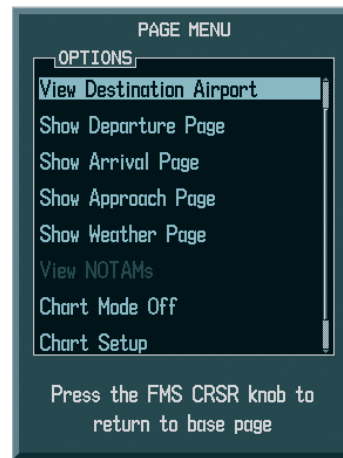 PAGE MENU
OPTIONS
View Destination Airport
Show Departure Page
Show Arrival Page
Show Approach Page
Show Weather Page
View NOTAMs
Chart Mode Off
Chart Setup
Press the FMS CRSR knob to
return to base page